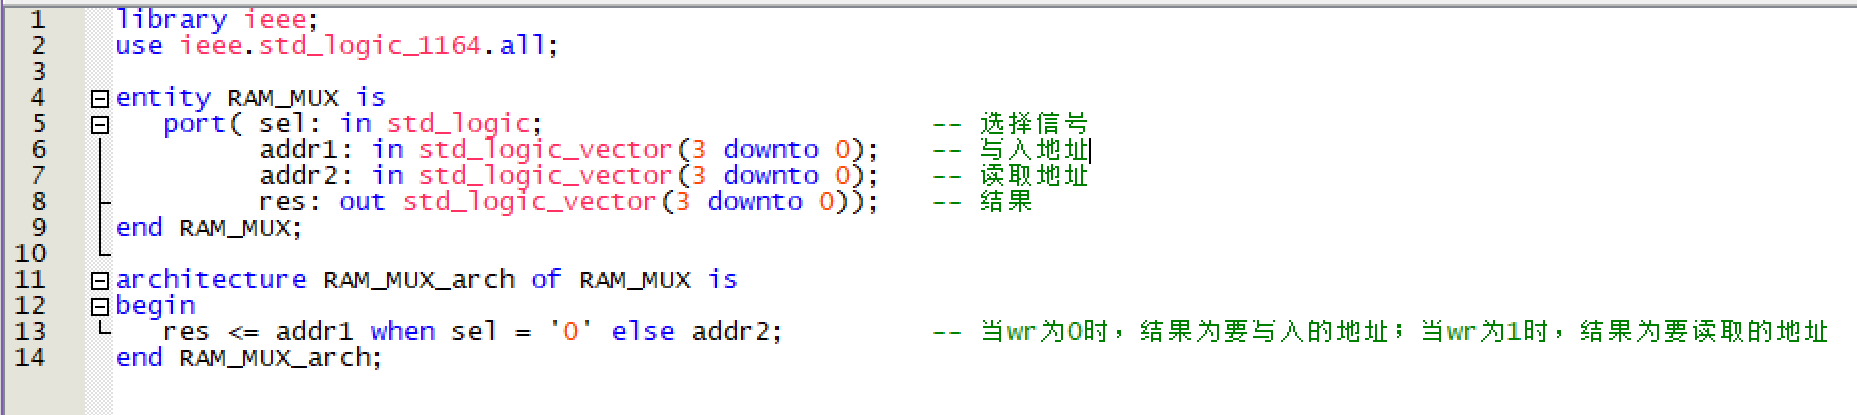 1 library ieee;
2 use ieee.std_logic_1164.all;
3
4 entity RAM_MUX is
5 port( sel: in std_logic; -- 选择信号
6 addr1: in std_logic_vector(3 downto 0); -- 写入地址
7 addr2: in std_logic_vector(3 downto 0); -- 读取地址
8 res: out std_logic_vector(3 downto 0)); -- 结果
9 end RAM_MUX;
10
11 architecture RAM_MUX_arch of RAM_MUX is
12 begin
13 res <= addr1 when sel = '0' else addr2; -- 当wr为0时，结果为要写入的地址；当wr为1时，结果为要读取的地址
14 end RAM_MUX_arch;